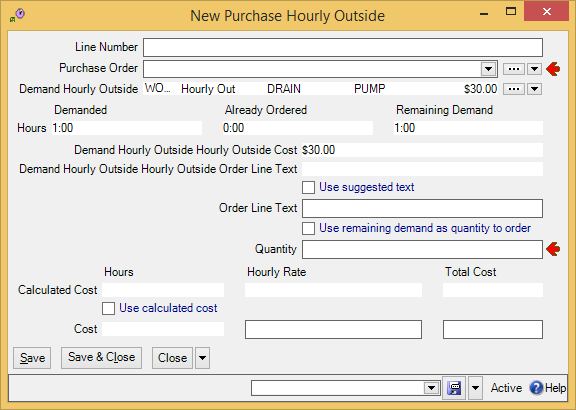 New Purchase Hourly Outside
Line Number
Purchase Order
Demand Hourly Outside WO... Hourly Out DRAIN PUMP $30.00
Demanded Already Ordered Remaining Demand
Hours 1:00 0:00 1:00
Demand Hourly Outside Hourly Outside Cost $30.00
Demand Hourly Outside Hourly Outside Order Line Text
Use suggested text
Order Line Text
Use remaining demand as quantity to order
Quantity
Hours Hourly Rate Total Cost
Calculated Cost
Use calculated cost
Cost
Save Save & Close Close
Active Help